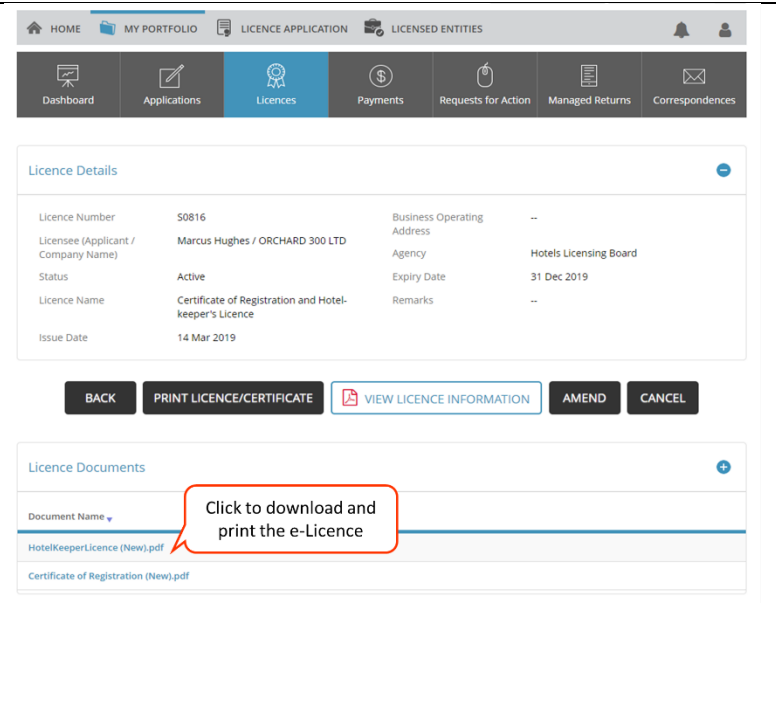 HOME MY PORTFOLIO LICENCE APPLICATION LICENSED ENTITIES
Dashboard Applications Licences Payments Requests for Action Managed Returns Correspondences
Licence Details
Licence Number S0816
Licensee (Applicant /
Company Name) Marcus Hughes / ORCHARD 300 LTD
Status Active
Licence Name Certificate of Registration and Hotel-
keeper's Licence
Issue Date 14 Mar 2019
Business Operating
Address --
Agency Hotels Licensing Board
Expiry Date 31 Dec 2019
Remarks --
BACK PRINT LICENCE/CERTIFICATE VIEW LICENCE INFORMATION AMEND CANCEL
Licence Documents
Document Name
Click to download and
print the e-Licence
HotelKeeperLicence (New).pdf
Certificate of Registration (New).pdf